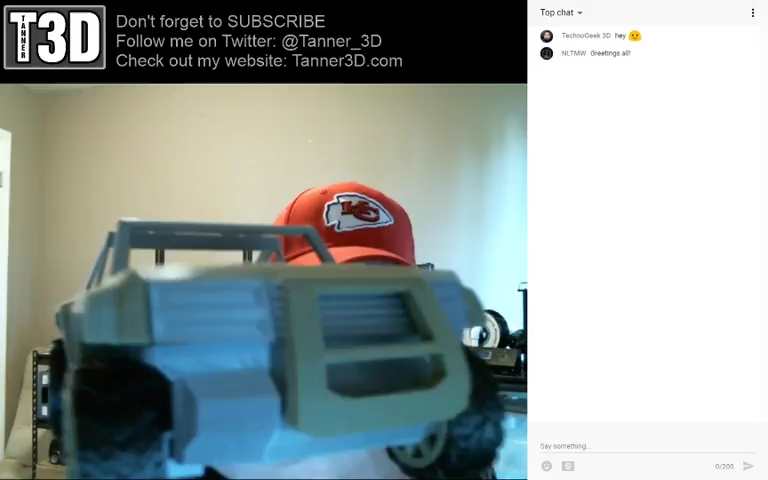 TANNER
T3D
Don't forget to SUBSCRIBE
Follow me on Twitter: @Tanner_3D
Check out my website: Tanner3D.com
KC
Top chat
TechnoGeek 3D hey
NLTMW Greetings all!
Say something...
0/200